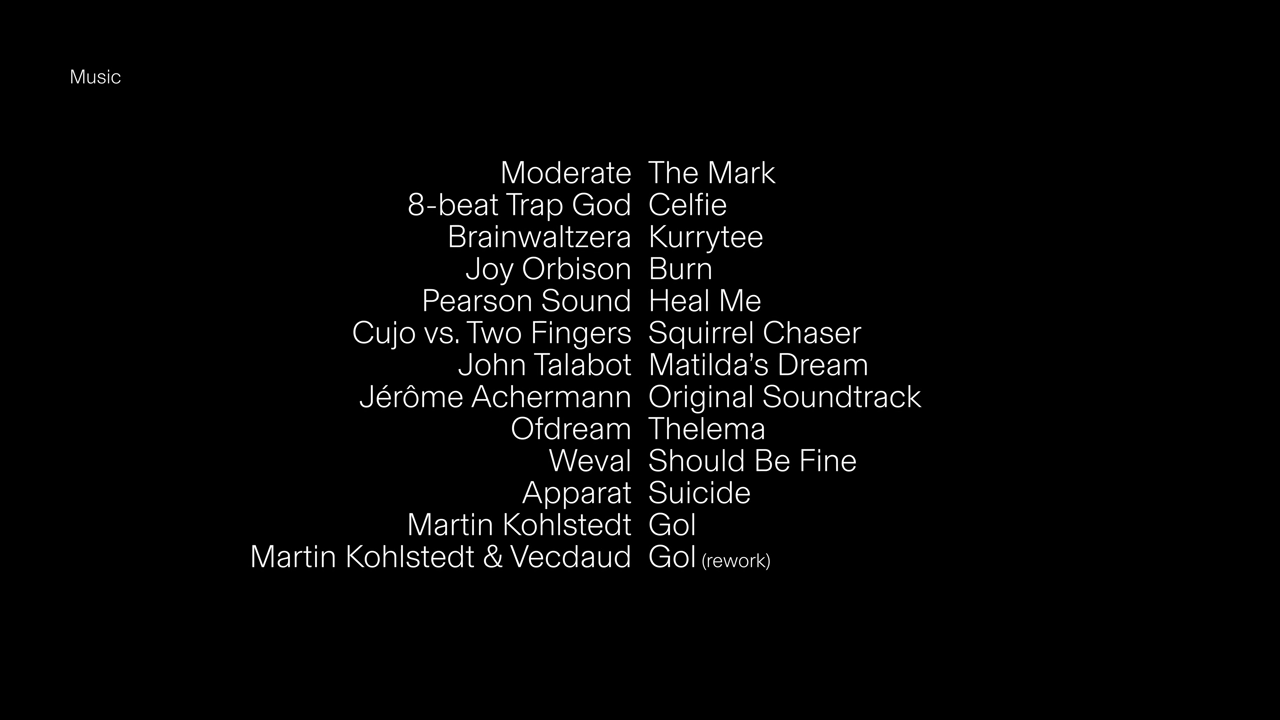 Music
Moderate The Mark
8-beat Trap God Celfie
Brainwaltzera Kurrytee
Joy Orbison Burn
Pearson Sound Heal Me
Cujo vs. Two Fingers Squirrel Chaser
John Talabot Matilda’s Dream
Jérôme Achermann Original Soundtrack
Ofdream Thelema
Weval Should Be Fine
Apparat Suicide
Martin Kohlstedt Gol
Martin Kohlstedt & Vecdaud Gol (rework)